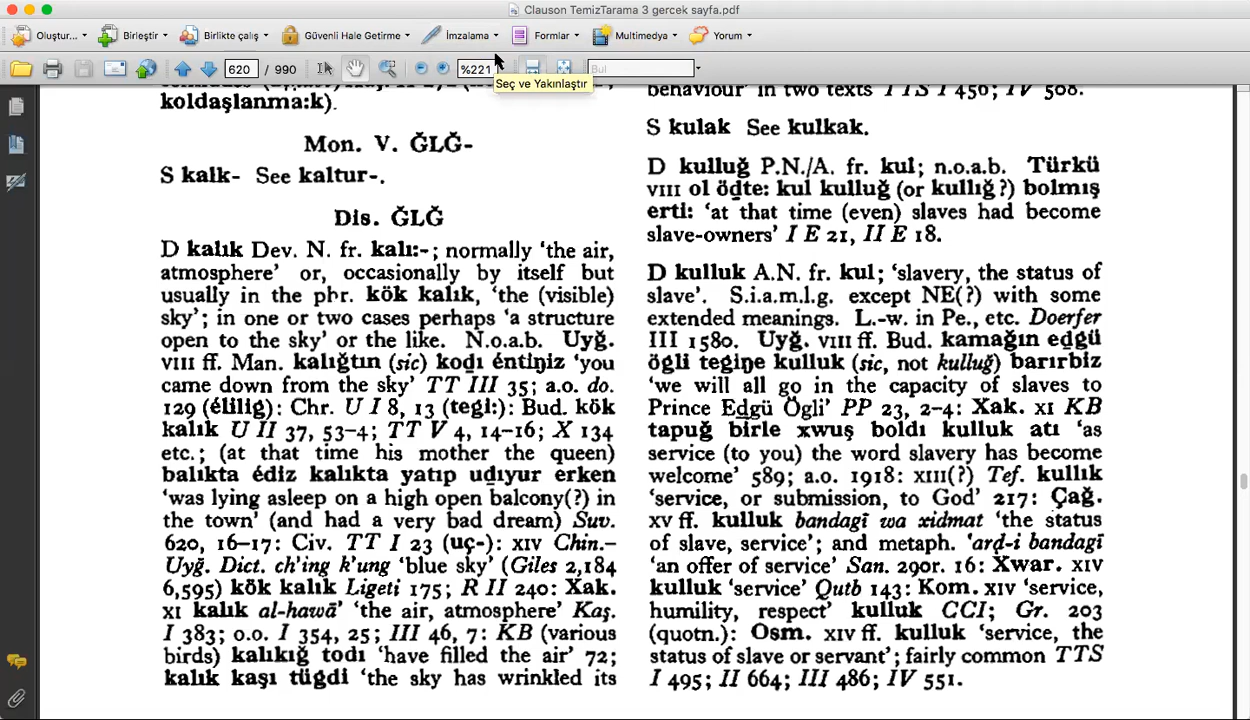 Clauson TemizTarama 3 gercek sayfa.pdf
Oluştur... Birleştir Birlikte çalış Güvenli Hale Getirme İmzalama Formlar Multimedya Yorum
620 / 990 %221 Bul
Seç ve Yakınlaştır
koldaşlanma:k).
Mon. V. ĞLĞ-
S kalk- See kaltur-.
Dis. ĞLĞ
D kalık Dev. N. fr. kalı:-; normally ‘the air,
atmosphere’ or, occasionally by itself but
usually in the phr. kök kalık, ‘the (visible)
sky’; in one or two cases perhaps ‘a structure
open to the sky’ or the like. N.o.a.b. Uyğ.
VIII ff. Man. kalığtın (sic) koḏı éntiŋiz ‘you
came down from the sky’ TT III 35; a.o. do.
129 (élilig): Chr. U I 8, 13 (tegi:): Bud. kök
kalık U II 37, 53–4; TT V 4, 14–16; X 134
etc.; (at that time his mother the queen)
balıkta édiz kalıkta yatıp uḏıyur erken
‘was lying asleep on a high open balcony(?) in
the town’ (and had a very bad dream) Suv.
620, 16–17: Civ. TT I 23 (uç-): XIV Chin.–
Uyğ. Dict. ch'ing k'ung ‘blue sky’ (Giles 2,184
6,595) kök kalık Ligeti 175; R II 240: Xak.
XI kalık al-hawā’ ‘the air, atmosphere’ Kaş.
I 383; o.o. I 354, 25; III 46, 7: KB (various
birds) kalıkığ todı ‘have filled the air’ 72;
kalık kaşı tügdi ‘the sky has wrinkled its
behaviour’ in two texts TTS I 456; IV 508.
S kulak See kulkak.
D kulluğ P.N./A. fr. kul; n.o.a.b. Türkü
VIII ol öḏte: kul kulluğ (or kullığ?) bolmış
erti: ‘at that time (even) slaves had become
slave-owners’ I E 21, II E 18.
D kulluk A.N. fr. kul; ‘slavery, the status of
slave’. S.i.a.m.l.g. except NE(?) with some
extended meanings. L.-w. in Pe., etc. Doerfer
III 1580. Uyğ. VIII ff. Bud. kamağın eḏgü
ögli tegiŋe kulluk (sic, not kulluğ) barırbiz
‘we will all go in the capacity of slaves to
Prince Eḏgü Ögli’ PP 23, 2–4: Xak. XI KB
tapuğ birle xwuş boldı kulluk atı ‘as
service (to you) the word slavery has become
welcome’ 589; a.o. 1918: XIII(?) Tef. kullık
‘service, or submission, to God’ 217: Çağ.
XV ff. kulluk bandagī wa xidmat ‘the status
of slave, service’; and metaph. ‘arḍ-i bandagī
‘an offer of service’ San. 290r. 16: Xwar. XIV
kulluk ‘service’ Qutb 143: Kom. XIV ‘service,
humility, respect’ kulluk CCI; Gr. 203
(quotn.): Osm. XIV ff. kulluk ‘service, the
status of slave or servant’; fairly common TTS
I 495; II 664; III 486; IV 551.